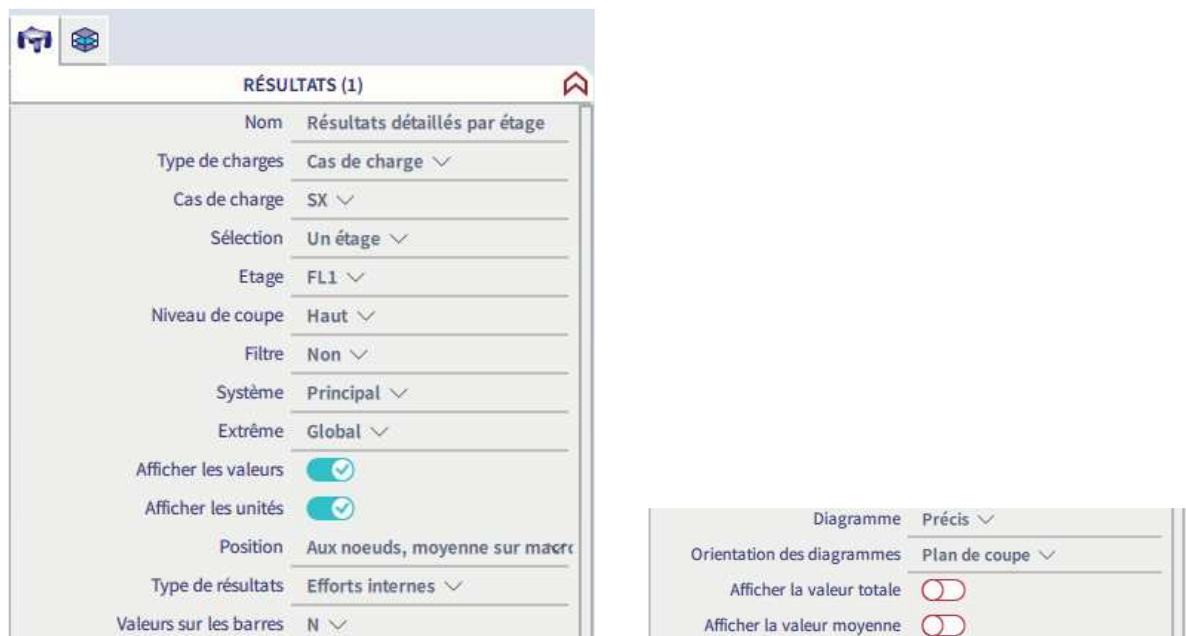 RÉSULTATS (1)
Nom Résultats détaillés par étage
Type de charges Cas de charge
Cas de charge SX
Sélection Un étage
Etage FL1
Niveau de coupe Haut
Filtre Non
Système Principal
Extrême Global
Afficher les valeurs
Afficher les unités
Position Aux noeuds, moyenne sur macro
Type de résultats Efforts internes
Valeurs sur les barres N
Diagramme Précis
Orientation des diagrammes Plan de coupe
Afficher la valeur totale
Afficher la valeur moyenne